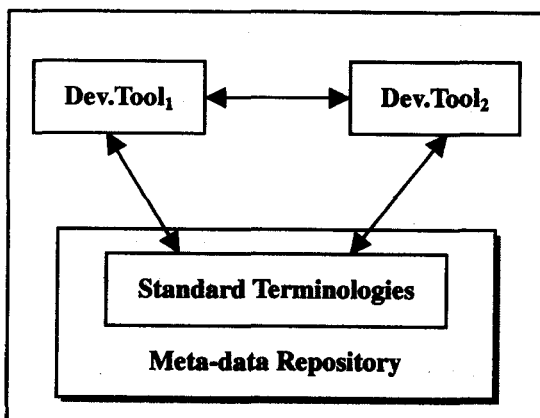 Dev.Tool₁
Dev.Tool₂
Standard Terminologies
Meta-data Repository